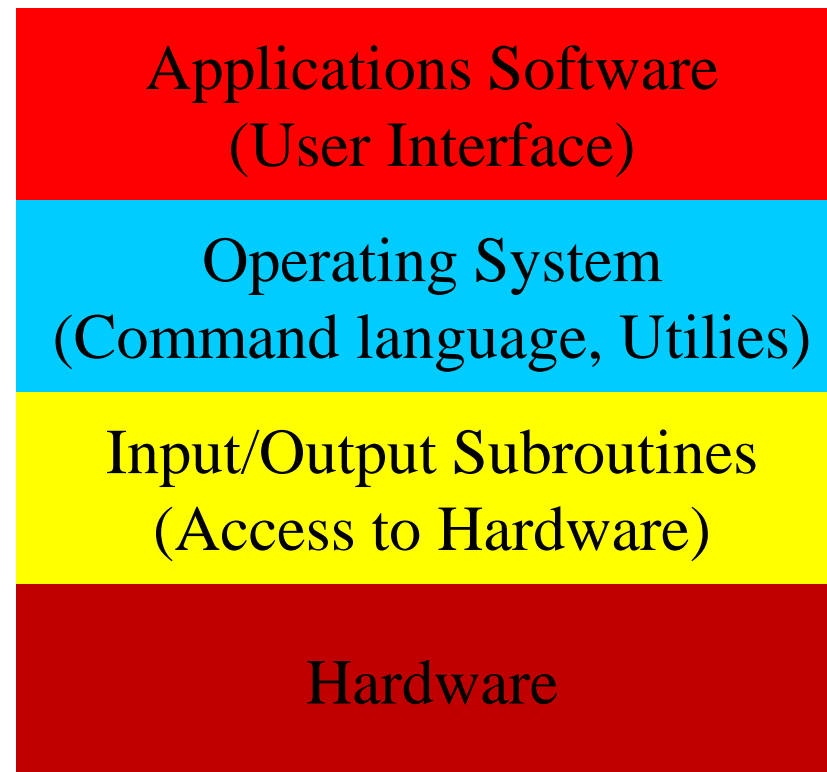 Applications Software
(User Interface)
Operating System
(Command language, Utilies)
Input/Output Subroutines
(Access to Hardware)
Hardware